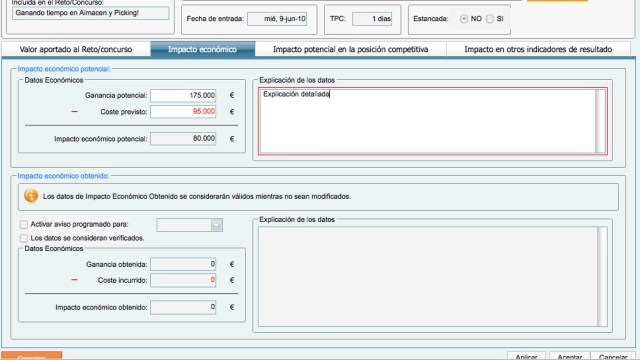 Incluida en el Reto/Concurso:
Ganando tiempo en Almacen y Picking!
Fecha de entrada: mié, 9-jun-10 TPC: 1 días Estancada: NO SI
Valor aportado al Reto/concurso Impacto económico Impacto potencial en la posición competitiva Impacto en otros indicadores de resultado
Impacto económico potencial:
Datos Económicos
Ganancia potencial: 175.000 €
— Coste previsto: 95.000 €
Impacto económico potencial: 80.000 €
Explicación de los datos
Explicación detallada
Impacto económico obtenido:
Los datos de Impacto Económico Obtenido se considerarán válidos mientras no sean modificados.
Activar aviso programado para:
Los datos se consideran verificados.
Datos Económicos
Ganancia obtenida: 0 €
— Coste incurrido: 0 €
Impacto económico obtenido: 0 €
Explicación de los datos
Aplicar Aceptar Cancelar